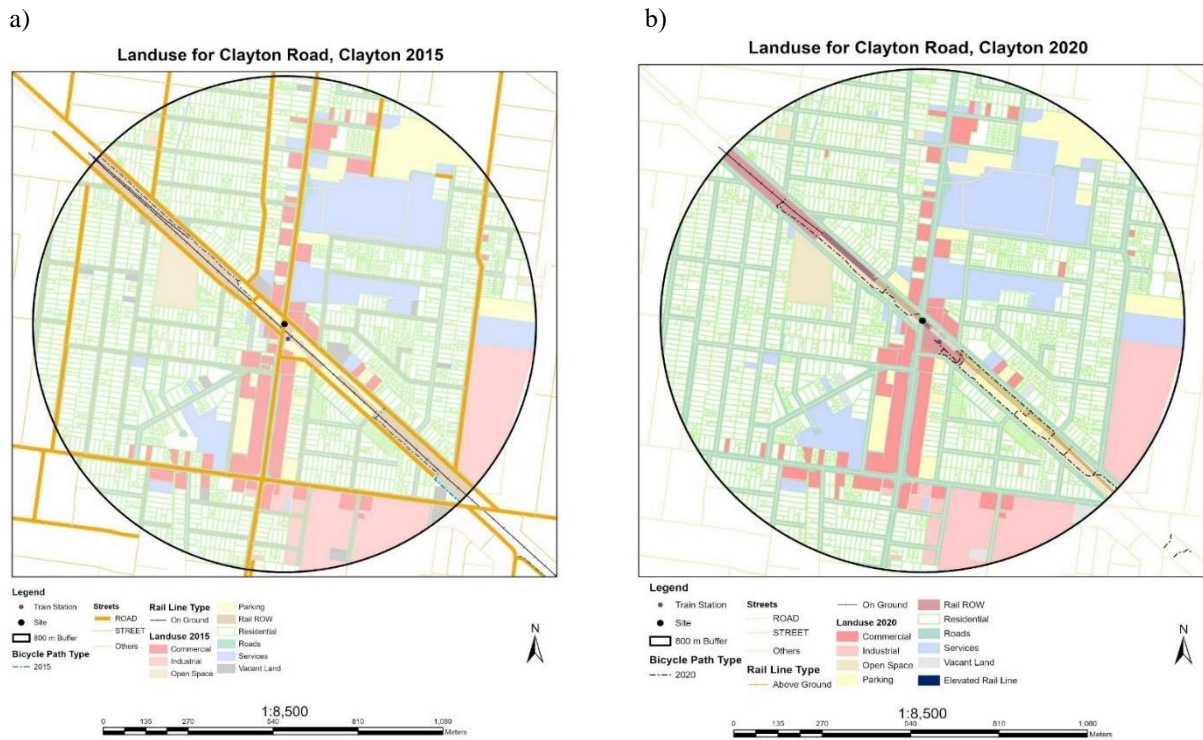 a)
b)
Landuse for Clayton Road, Clayton 2015
N
Legend
Train Station
Site
800 m Buffer
Bicycle Path Type
2015
Streets
ROAD
STREET
Others
Rail Line Type
On Ground
Landuse 2015
Commercial
Industrial
Open Space
Parking
Rail ROW
Residential
Roads
Services
Vacant Land
1:8,500
0 135 270 540 810 1,080
Meters
Landuse for Clayton Road, Clayton 2020
N
Legend
Train Station
Site
800 m Buffer
Bicycle Path Type
2020
Streets
ROAD
STREET
Others
Rail Line Type
Above Ground
On Ground
Landuse 2020
Commercial
Industrial
Open Space
Parking
Rail ROW
Residential
Roads
Services
Vacant Land
Elevated Rail Line
1:8,500
0 135 270 540 810 1,080
Meters